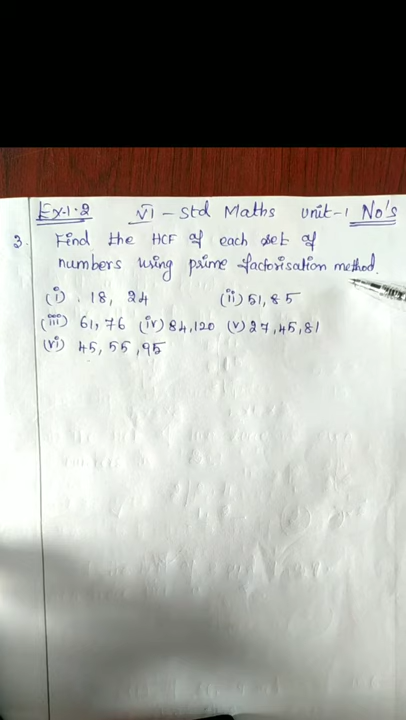 Ex.1.2 VI - Std Maths Unit-1 No's
3. Find the HCF of each set of
numbers using prime factorisation method.
(i) . 18, 24 (ii) 51, 85
(iii) 61, 76 (iv) 84, 120 (v) 27, 45, 81
(vi) 45, 55, 95